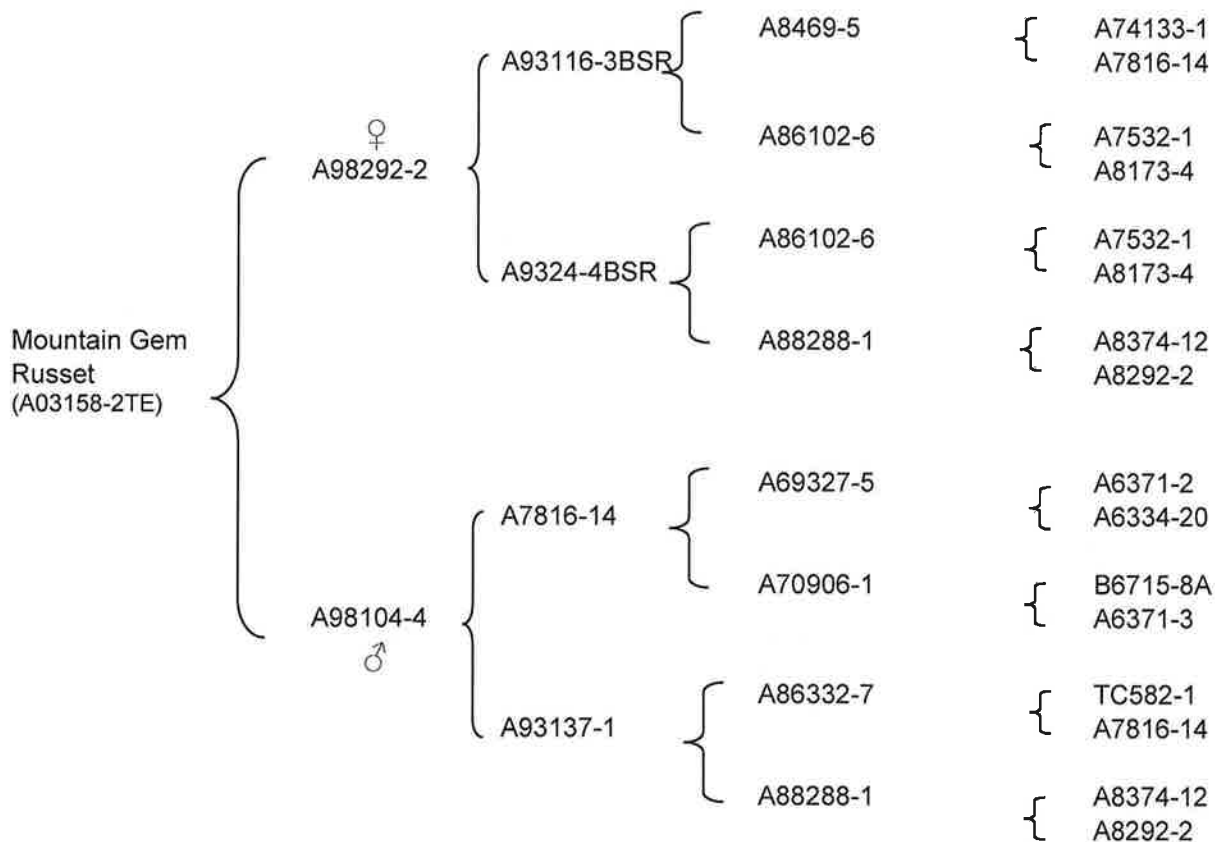 A8469-5
A74133-1
A93116-3BSR
A7816-14
♀
A86102-6
A7532-1
A98292-2
A8173-4
A86102-6
A7532-1
A9324-4BSR
A8173-4
Mountain Gem
Russet
(A03158-2TE)
A88288-1
A8374-12
A8292-2
A69327-5
A6371-2
A7816-14
A6334-20
A70906-1
B6715-8A
A98104-4
A6371-3
♂
A86332-7
TC582-1
A93137-1
A7816-14
A88288-1
A8374-12
A8292-2